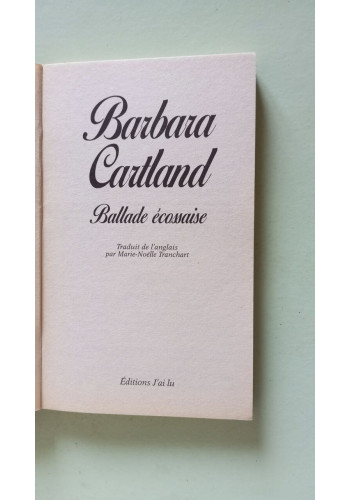 Barbara
Cartland
Ballade écossaise
Traduit de l'anglais
par Marie-Noëlle Tranchart
Éditions J'ai lu